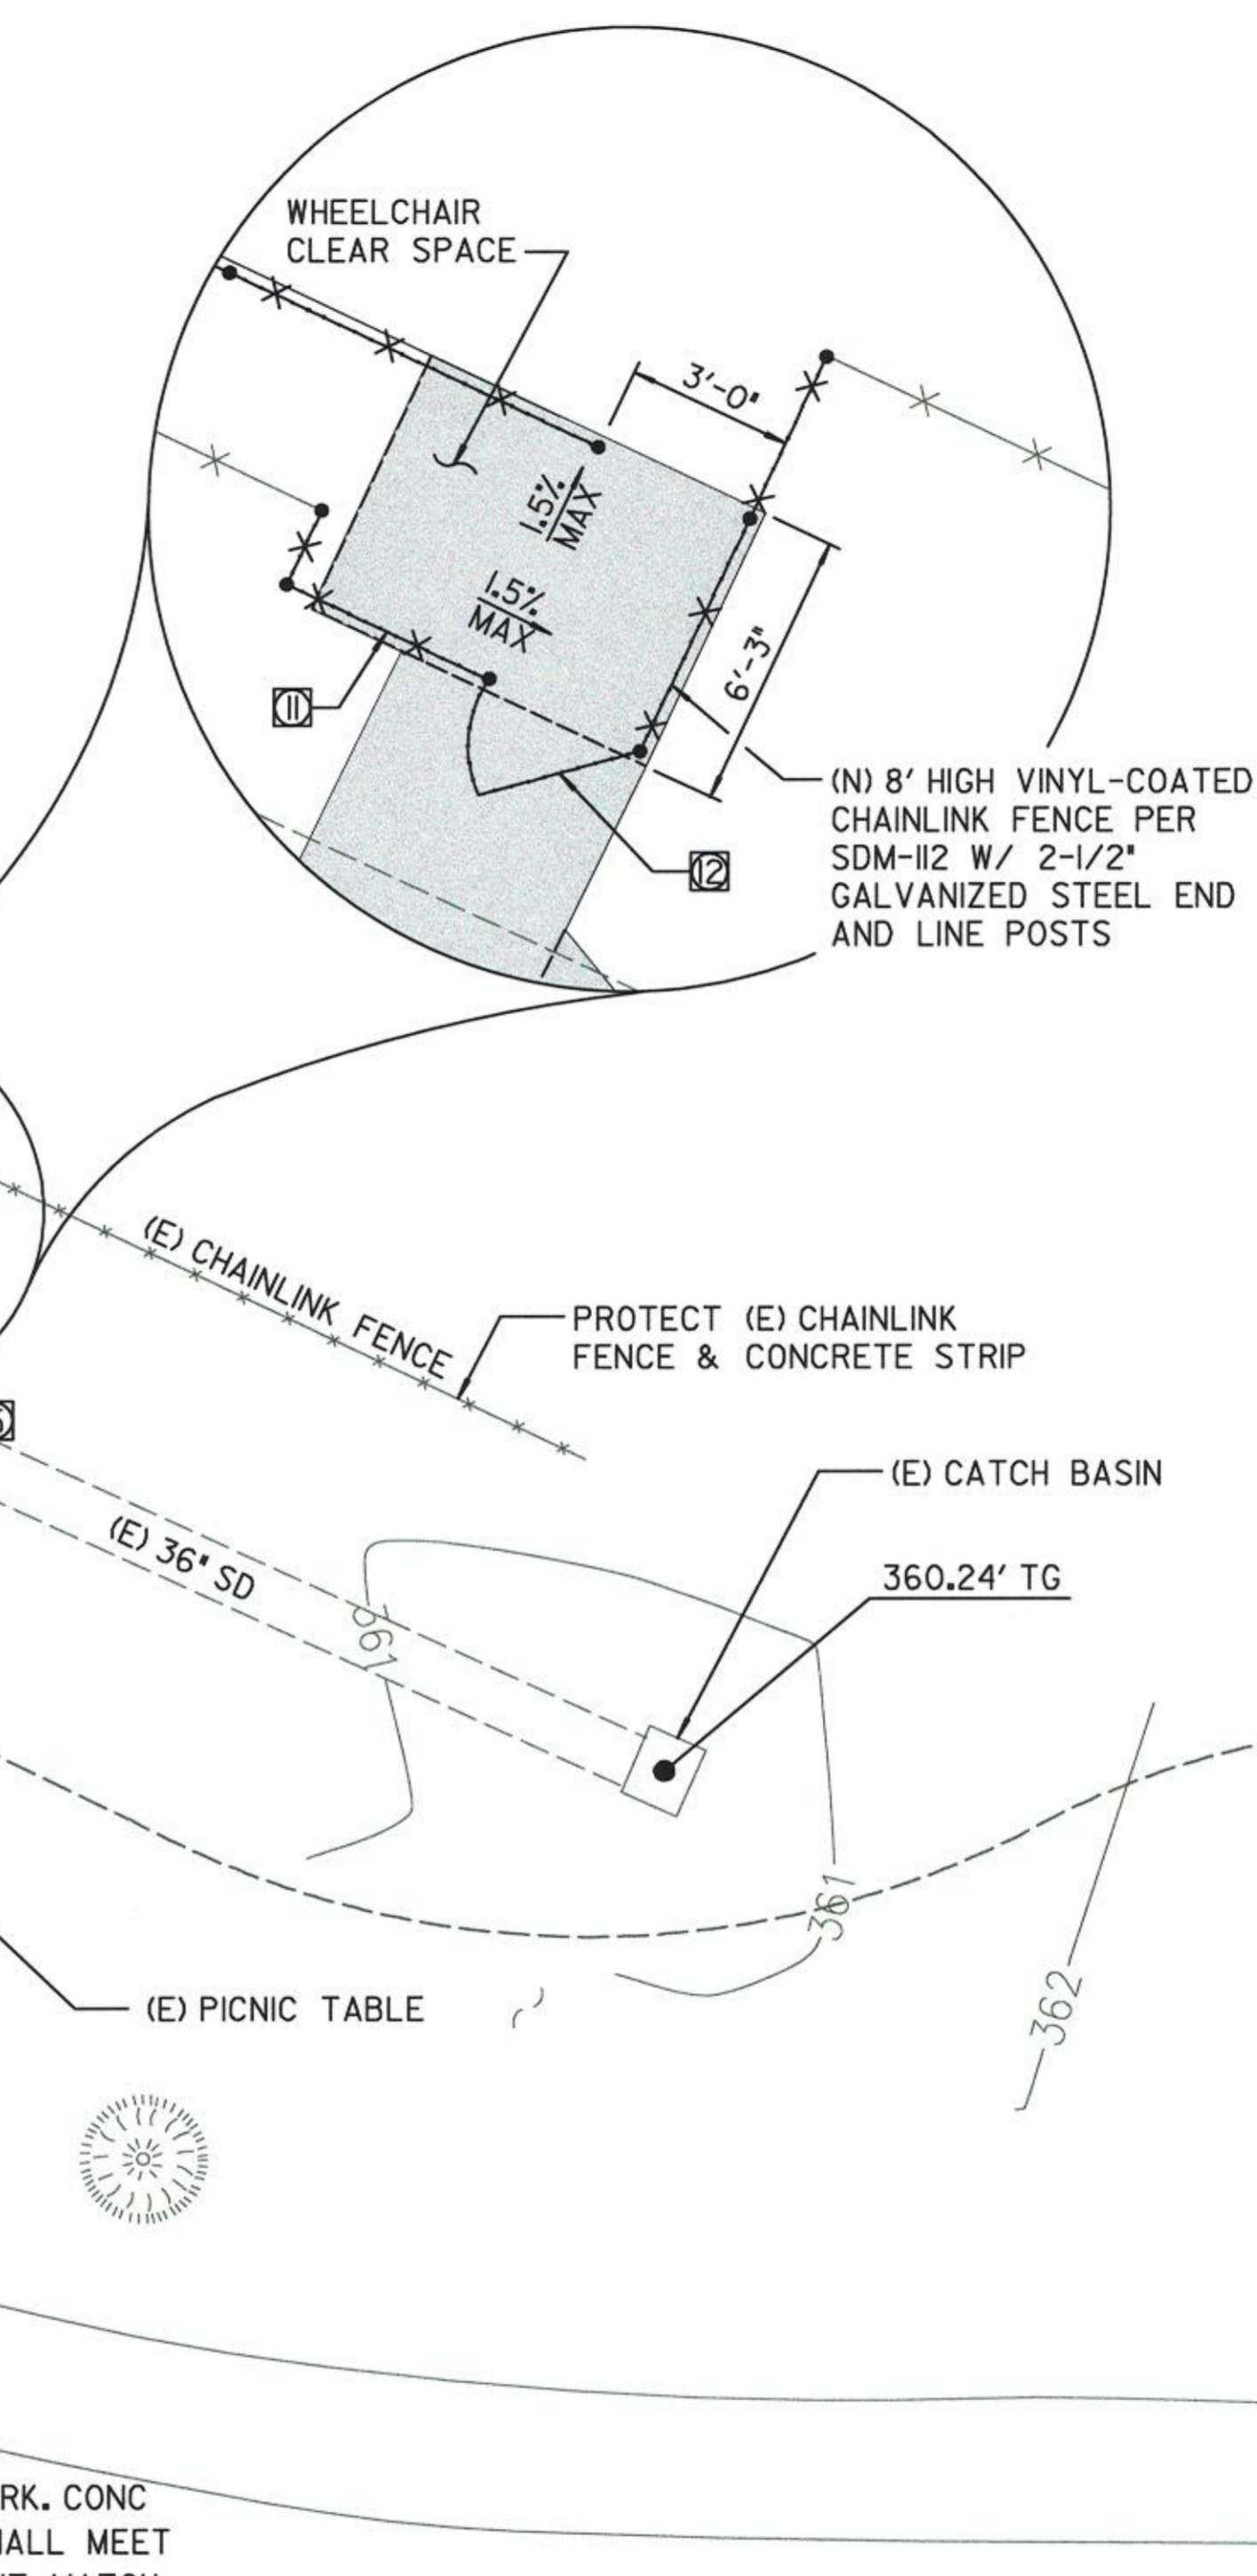 WHEELCHAIR
CLEAR SPACE
3'-0"
1.5%
MAX
1.5%
MAX
6'-3"
11
12
(N) 8' HIGH VINYL-COATED
CHAINLINK FENCE PER
SDM-112 W/ 2-1/2"
GALVANIZED STEEL END
AND LINE POSTS
(E) CHAINLINK FENCE
PROTECT (E) CHAINLINK
FENCE & CONCRETE STRIP
(E) CATCH BASIN
(E) 36" SD
360.24' TG
361
361
362
(E) PICNIC TABLE
RK. CONC
HALL MEET